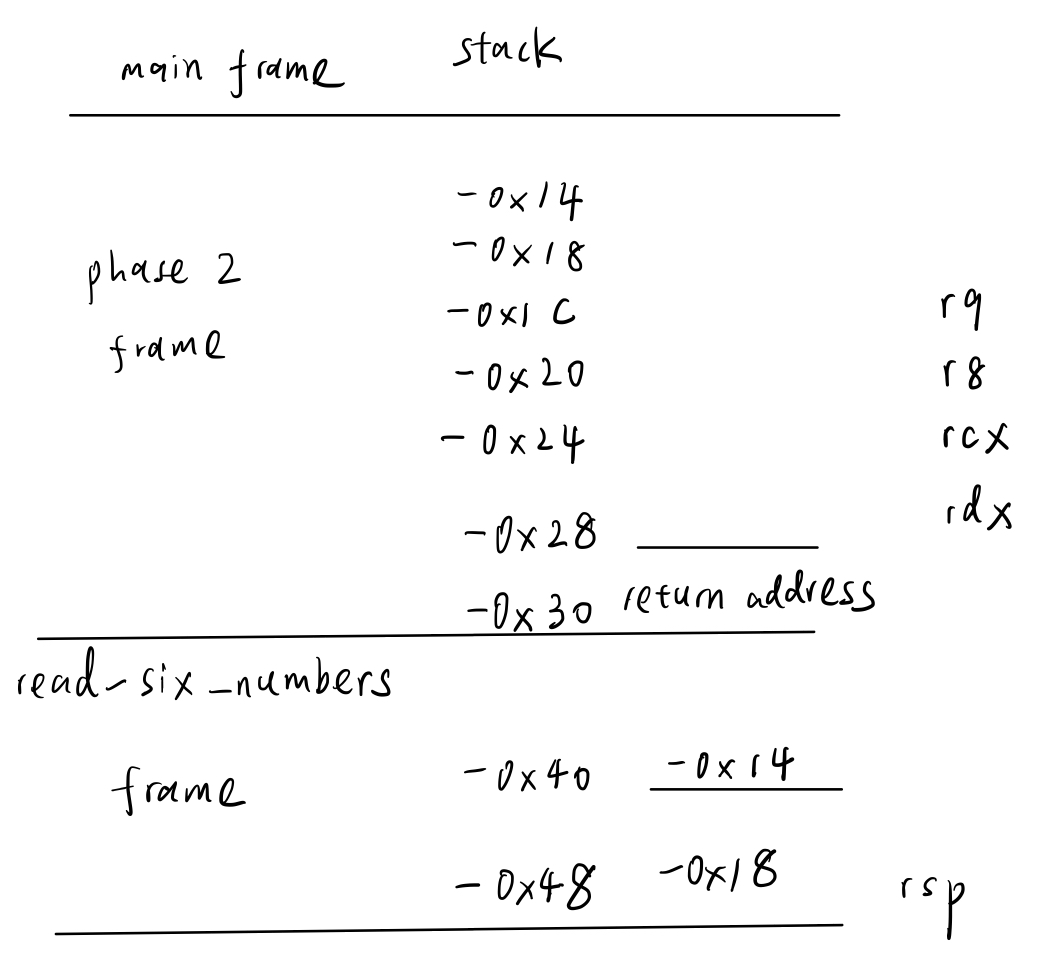 main frame stack
-0x14
-0x18
phase 2
-0x1C r9
frame
-0x20 r8
-0x24 rcx
-0x28 rdx
-0x30 return address
read-six_numbers
frame -0x40 -0x14
-0x48 -0x18 rsp